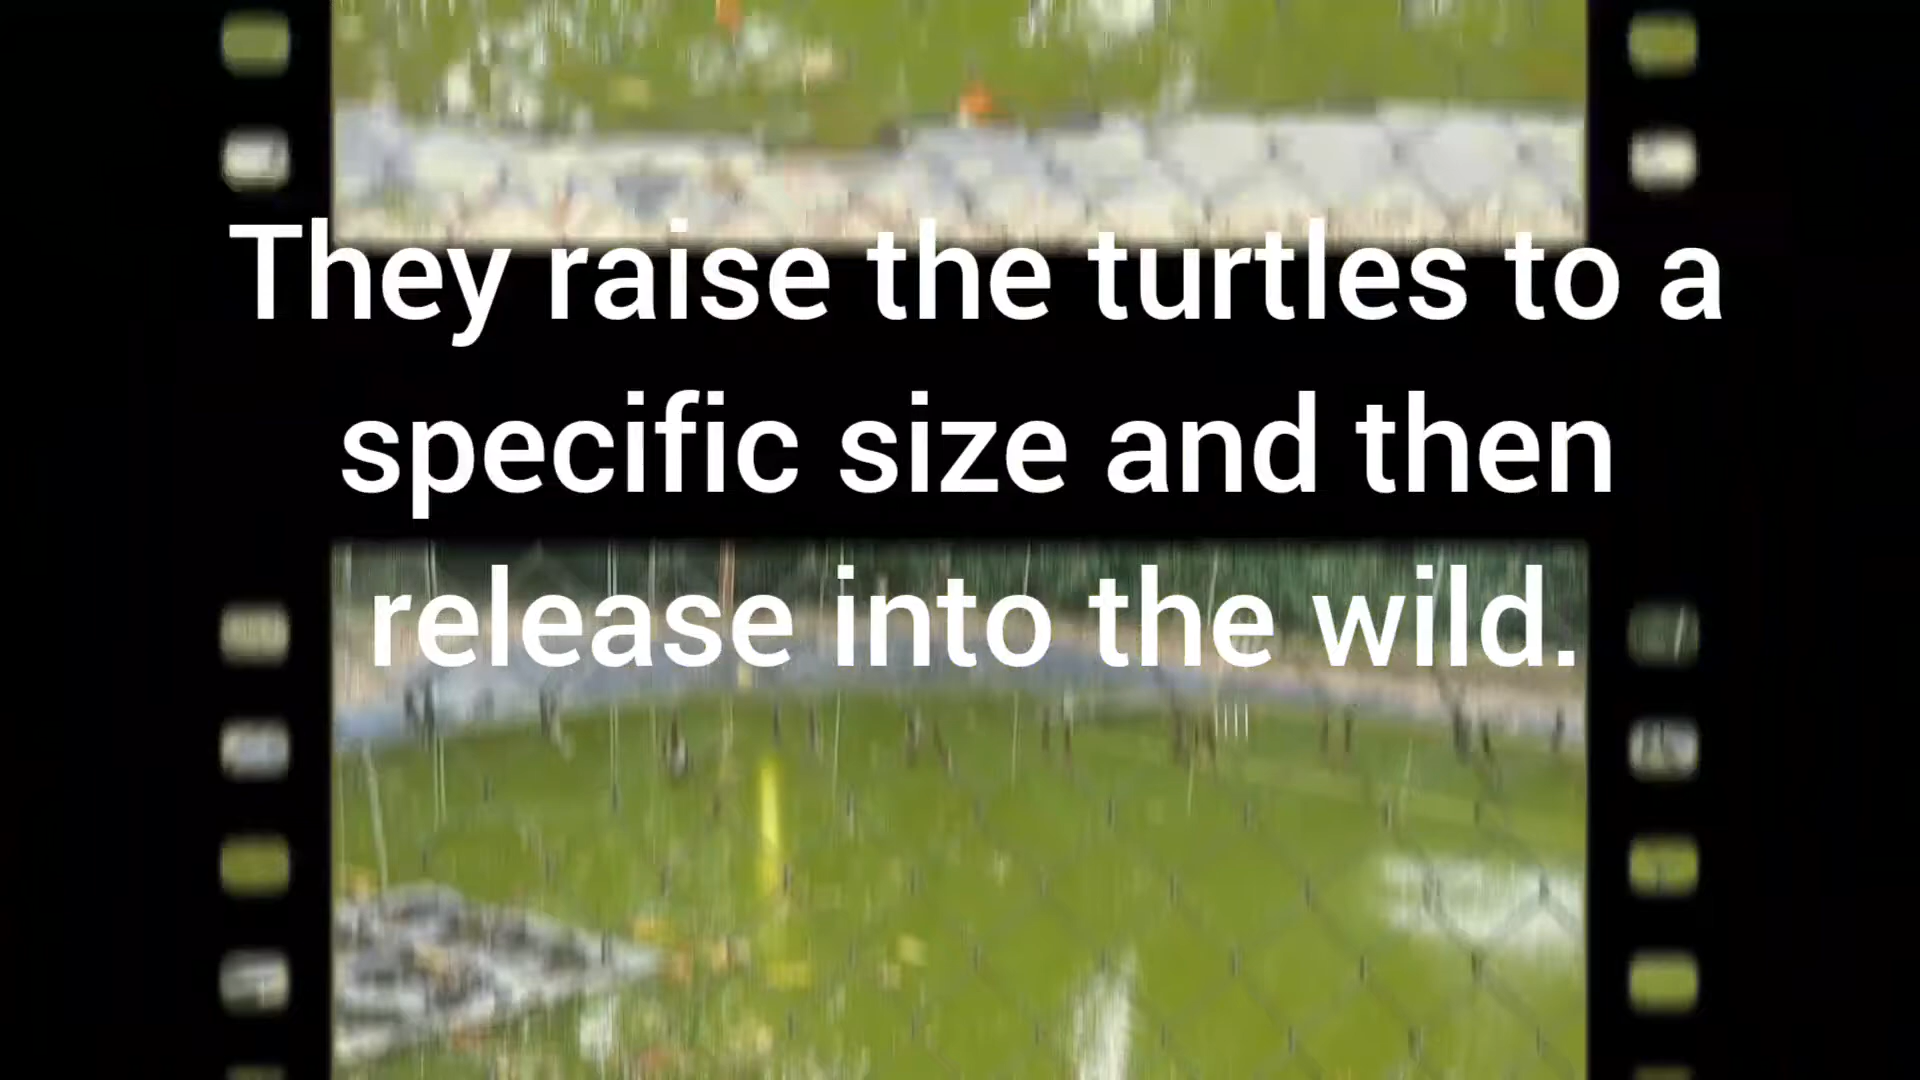 They raise the turtles to a
specific size and then
release into the wild.